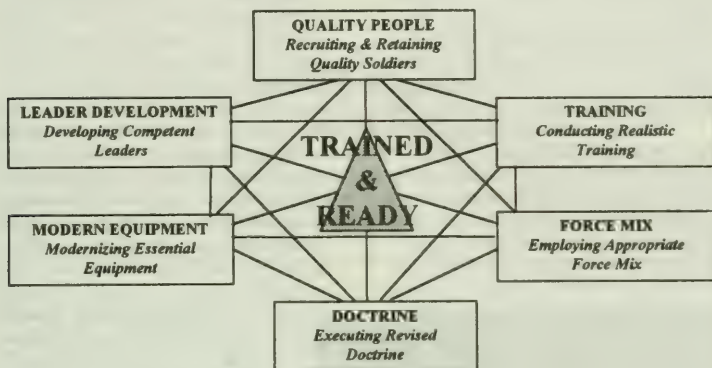 QUALITY PEOPLE
Recruiting & Retaining
Quality Soldiers
LEADER DEVELOPMENT
Developing Competent
Leaders
TRAINING
Conducting Realistic
Training
TRAINED
&
READY
MODERN EQUIPMENT
Modernizing Essential
Equipment
FORCE MIX
Employing Appropriate
Force Mix
DOCTRINE
Executing Revised
Doctrine